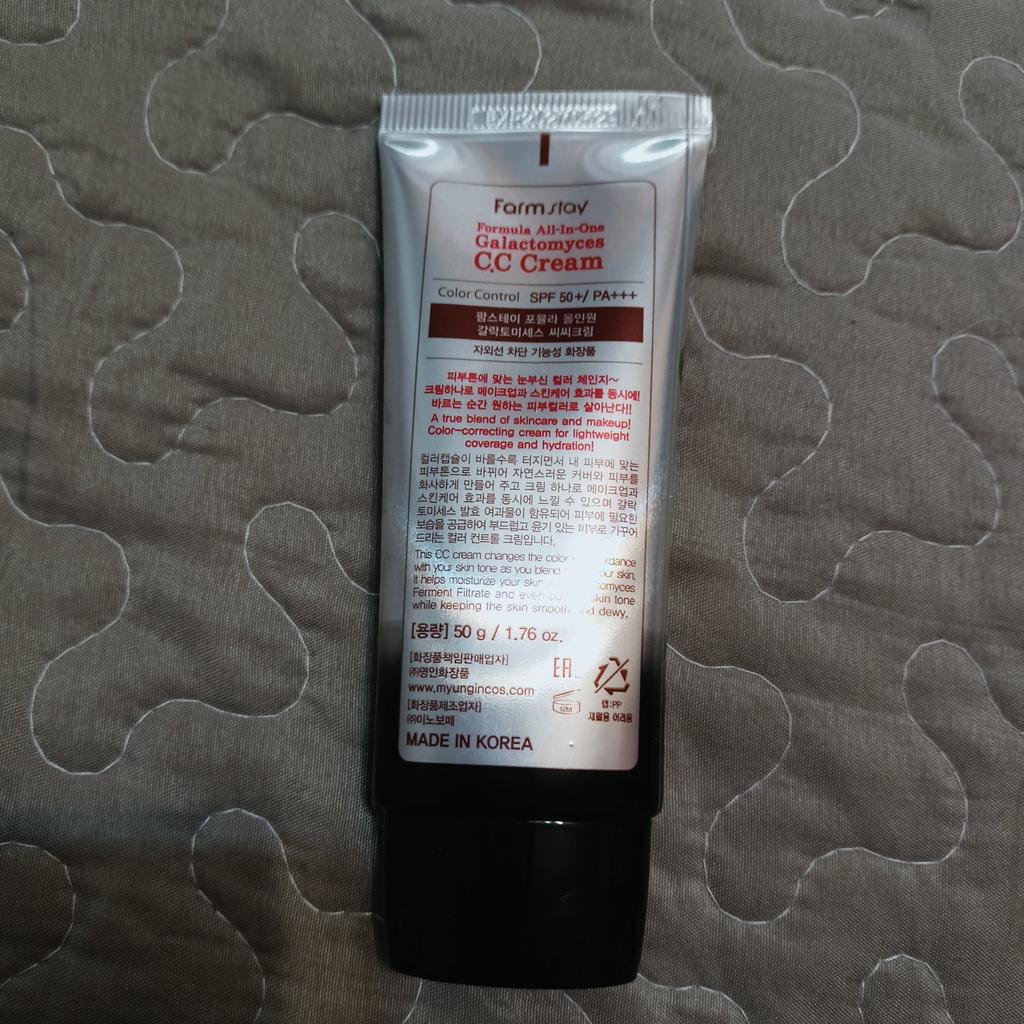 Farm stay
Formula All-In-One
Galactomyces
C.C Cream
Color Control SPF 50+/ PA+++
팜스테이 포뮬라 올인원
갈락토미세스 씨씨크림
자외선 차단 기능성 화장품
피부톤에 맞는 눈부신 컬러 체인지~
크림하나로 메이크업과 스킨케어 효과를 동시에!
바르는 순간 원하는 피부컬러로 살아난다!!
A true blend of skincare and makeup!
Color-correcting cream for lightweight
coverage and hydration!
컬러캡슐이 바를수록 터지면서 내 피부에 맞는
피부톤으로 바뀌어 자연스러운 커버와 피부를
화사하게 만들어 주고 크림 하나로 메이크업과
스킨케어 효과를 동시에 느낄 수 있으며 갈락
토미세스 발효 여과물이 함유되어 피부에 필요한
보습을 공급하여 부드럽고 윤기 있는 피부로 가꾸어
드리는 컬러 컨트롤 크림입니다.
This CC cream changes the color
with your skin tone as you blend your skin.
It helps moisturize your skin
Ferment Filtrate and even skin tone
while keeping the skin smooth and dewy.
[용량] 50 g / 1.76 oz.
[화장품책임판매업자]
㈜명인화장품
www.myungincos.com
[화장품제조업자]
㈜이노보떼
MADE IN KOREA
EAC
12M
캡:PP
재활용 어려움